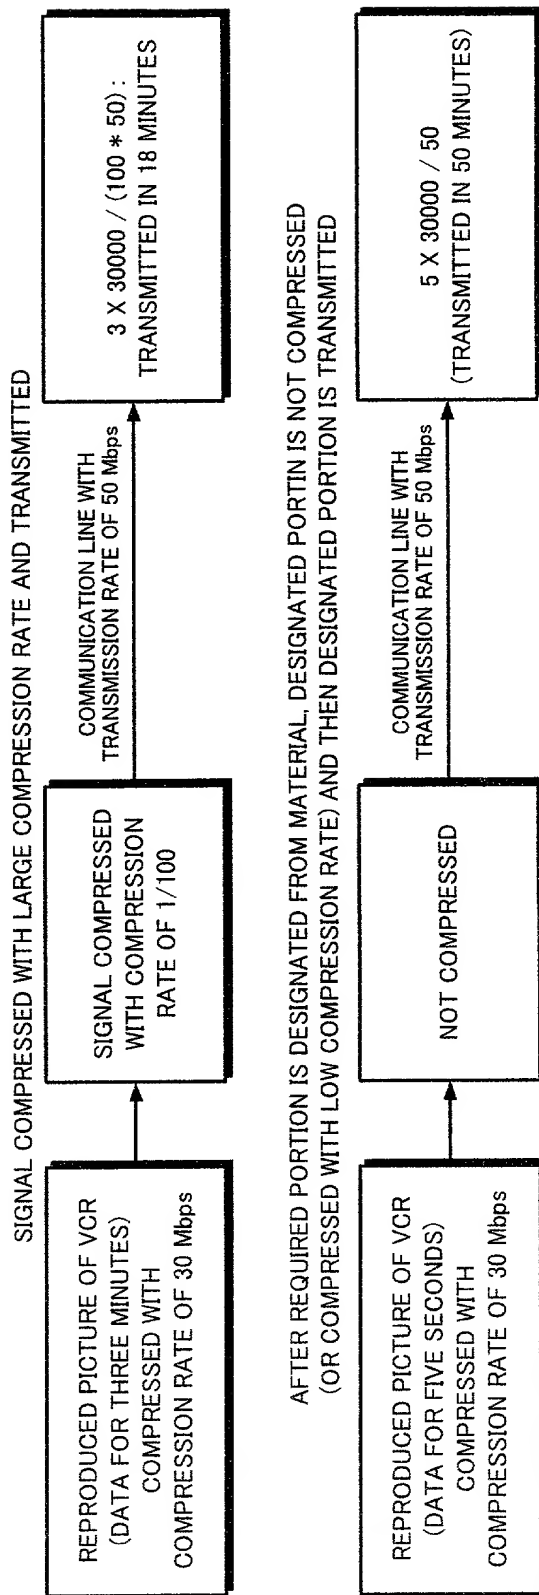 SIGNAL COMPRESSED WITH LARGE COMPRESSION RATE AND TRANSMITTED
REPRODUCED PICTURE OF VCR
(DATA FOR THREE MINUTES)
COMPRESSED WITH
COMPRESSION RATE OF 30 Mbps
SIGNAL COMPRESSED
WITH COMPRESSION
RATE OF 1/100
COMMUNICATION LINE WITH
TRANSMISSION RATE OF 50 Mbps
3 X 30000 / (100 * 50) :
TRANSMITTED IN 18 MINUTES
AFTER REQUIRED PORTION IS DESIGNATED FROM MATERIAL, DESIGNATED PORTIN IS NOT COMPRESSED
(OR COMPRESSED WITH LOW COMPRESSION RATE) AND THEN DESIGNATED PORTION IS TRANSMITTED
REPRODUCED PICTURE OF VCR
(DATA FOR FIVE SECONDS)
COMPRESSED WITH
COMPRESSION RATE OF 30 Mbps
NOT COMPRESSED
COMMUNICATION LINE WITH
TRANSMISSION RATE OF 50 Mbps
5 X 30000 / 50
(TRANSMITTED IN 50 MINUTES)